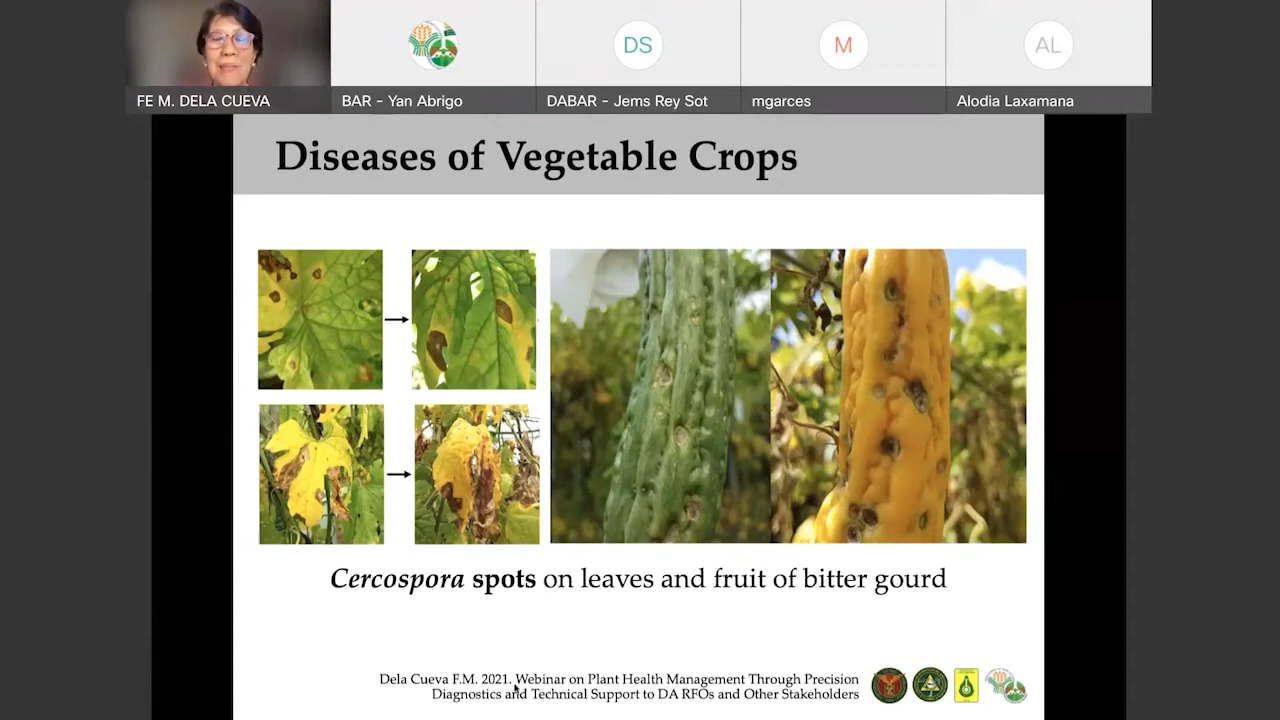 FE M. DELA CUEVA
BAR - Yan Abrigo
DS
DABAR - Jems Rey Sot
M
mgarces
AL
Alodia Laxamana
Diseases of Vegetable Crops
Cercospora spots on leaves and fruit of bitter gourd
Dela Cueva F.M. 2021. Webinar on Plant Health Management Through Precision
Diagnostics and Technical Support to DA RFOs and Other Stakeholders